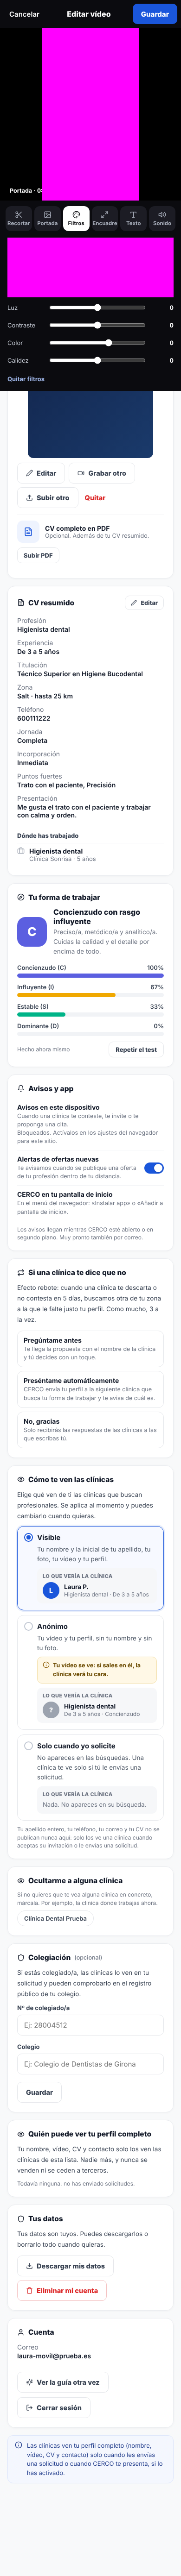 Cancelar
Editar vídeo
Guardar
Portada · 0:
Recortar
Portada
Filtros
Encuadre
Texto
Sonido
Luz 0
Contraste 0
Color 0
Calidez 0
Quitar filtros
Editar
Grabar otro
Subir otro
Quitar
CV completo en PDF
Opcional. Además de tu CV resumido.
Subir PDF
CV resumido
Editar
Profesión
Higienista dental
Experiencia
De 3 a 5 años
Titulación
Técnico Superior en Higiene Bucodental
Zona
Salt · hasta 25 km
Teléfono
600111222
Jornada
Completa
Incorporación
Inmediata
Puntos fuertes
Trato con el paciente, Precisión
Presentación
Me gusta el trato con el paciente y trabajar
con calma y orden.
Dónde has trabajado
Higienista dental
Clínica Sonrisa · 5 años
Tu forma de trabajar
C
Concienzudo con rasgo
influyente
Preciso/a, metódico/a y analítico/a.
Cuidas la calidad y el detalle por
encima de todo.
Concienzudo (C) 100%
Influyente (I) 67%
Estable (S) 33%
Dominante (D) 0%
Hecho ahora mismo
Repetir el test
Avisos y app
Avisos en este dispositivo
Cuando una clínica te conteste, te invite o te
proponga una cita.
Bloqueados. Actívalos en los ajustes del navegador
para este sitio.
Alertas de ofertas nuevas
Te avisamos cuando se publique una oferta
de tu profesión dentro de tu distancia.
CERCO en tu pantalla de inicio
En el menú del navegador: «Instalar app» o «Añadir a
pantalla de inicio».
Los avisos llegan mientras CERCO esté abierto o en
segundo plano. Muy pronto también por correo.
Si una clínica te dice que no
Efecto rebote: cuando una clínica te descarta o
no contesta en 5 días, buscamos otra de tu zona
a la que le falte justo tu perfil. Como mucho, 3 a
la vez.
Pregúntame antes
Te llega la propuesta con el nombre de la clínica
y tú decides con un toque.
Preséntame automáticamente
CERCO envía tu perfil a la siguiente clínica que
busca tu forma de trabajar y te avisa de cuál es.
No, gracias
Solo recibirás las respuestas de las clínicas a las
que escribas tú.
Cómo te ven las clínicas
Elige qué ven de ti las clínicas que buscan
profesionales. Se aplica al momento y puedes
cambiarlo cuando quieras.
Visible
Tu nombre y la inicial de tu apellido, tu
foto, tu vídeo y tu perfil.
LO QUE VERÍA LA CLÍNICA
L
Laura P.
Higienista dental · De 3 a 5 años
Anónimo
Tu vídeo y tu perfil, sin tu nombre y sin
tu foto.
Tu vídeo se ve: si sales en él, la
clínica verá tu cara.
LO QUE VERÍA LA CLÍNICA
?
Higienista dental
De 3 a 5 años · Concienzudo
Solo cuando yo solicite
No apareces en las búsquedas. Una
clínica te ve solo si tú le envías una
solicitud.
LO QUE VERÍA LA CLÍNICA
Nada. No apareces en su búsqueda.
Tu apellido entero, tu teléfono, tu correo y tu CV no se
publican nunca aquí: solo los ve una clínica cuando
aceptas su invitación o le envías una solicitud.
Ocultarme a alguna clínica
Si no quieres que te vea alguna clínica en concreto,
márcala. Por ejemplo, la clínica donde trabajas ahora.
Clínica Dental Prueba
Colegiación (opcional)
Si estás colegiado/a, las clínicas lo ven en tu
solicitud y pueden comprobarlo en el registro
público de tu colegio.
Nº de colegiado/a
Ej: 28004512
Colegio
Ej: Colegio de Dentistas de Girona
Guardar
Quién puede ver tu perfil completo
Tu nombre, vídeo, CV y contacto solo los ven las
clínicas de esta lista. Nadie más, y nunca se
venden ni se ceden a terceros.
Todavía ninguna: no has enviado solicitudes.
Tus datos
Tus datos son tuyos. Puedes descargarlos o
borrarlo todo cuando quieras.
Descargar mis datos
Eliminar mi cuenta
Cuenta
Correo
laura-movil@prueba.es
Ver la guía otra vez
Cerrar sesión
Las clínicas ven tu perfil completo (nombre,
vídeo, CV y contacto) solo cuando les envías
una solicitud o cuando CERCO te presenta, si lo
has activado.